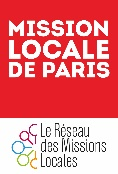 MISSION
LOCALE
DE PARIS
Le Réseau
des Missions
Locales